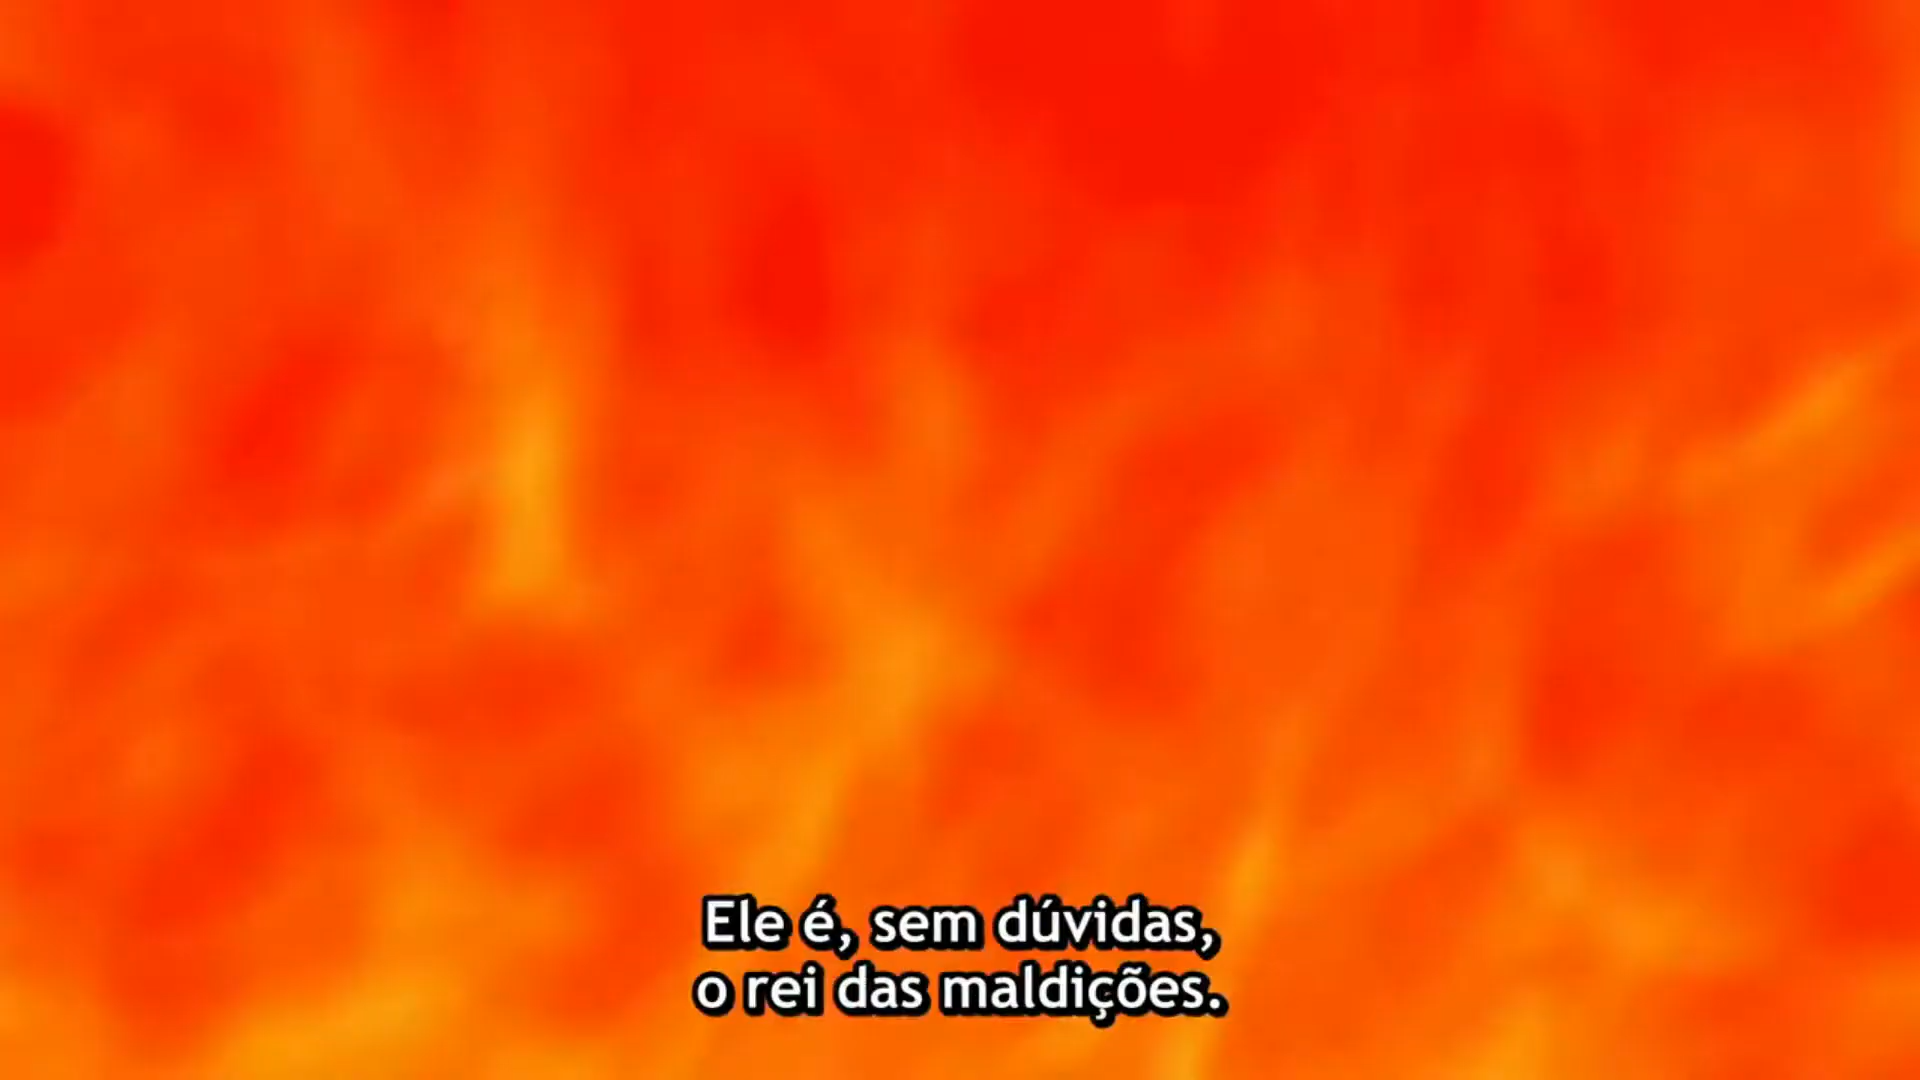 Ele é, sem dúvidas,
o rei das maldições.